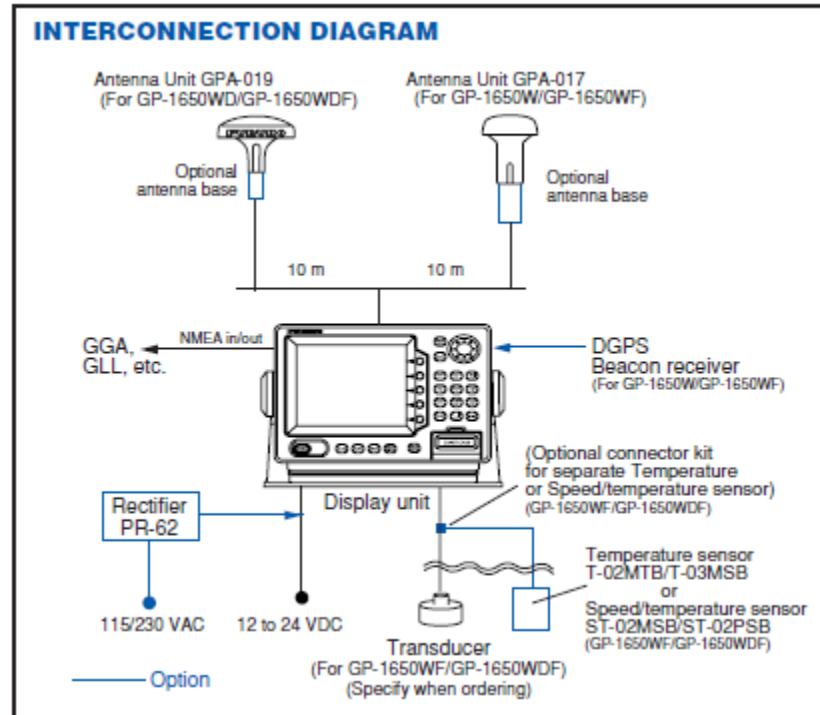 INTERCONNECTION DIAGRAM
Antenna Unit GPA-019
(For GP-1650WD/GP-1650WDF)
Antenna Unit GPA-017
(For GP-1650W/GP-1650WF)
FURUNO
Optional
antenna base
Optional
antenna base
10 m
10 m
NMEA in/out
GGA,
GLL, etc.
DGPS
Beacon receiver
(For GP-1650W/GP-1650WF)
(Optional connector kit
for separate Temperature
or Speed/temperature sensor)
(GP-1650WF/GP-1650WDF)
Display unit
Rectifier
PR-62
Temperature sensor
T-02MTB/T-03MSB
or
Speed/temperature sensor
ST-02MSB/ST-02PSB
(GP-1650WF/GP-1650WDF)
115/230 VAC
12 to 24 VDC
Transducer
(For GP-1650WF/GP-1650WDF)
(Specify when ordering)
Option